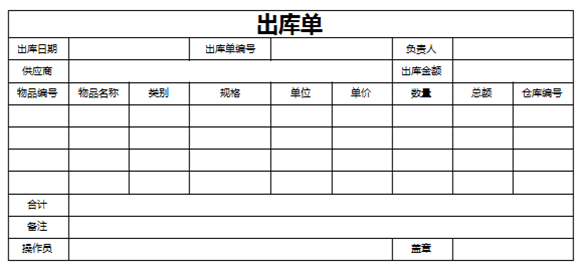 出库单
出库日期 出库单编号 负责人
供应商 出库金额
物品编号 物品名称 类别 规格 单位 单价 数量 总额 仓库编号
合计
备注
操作员 盖章